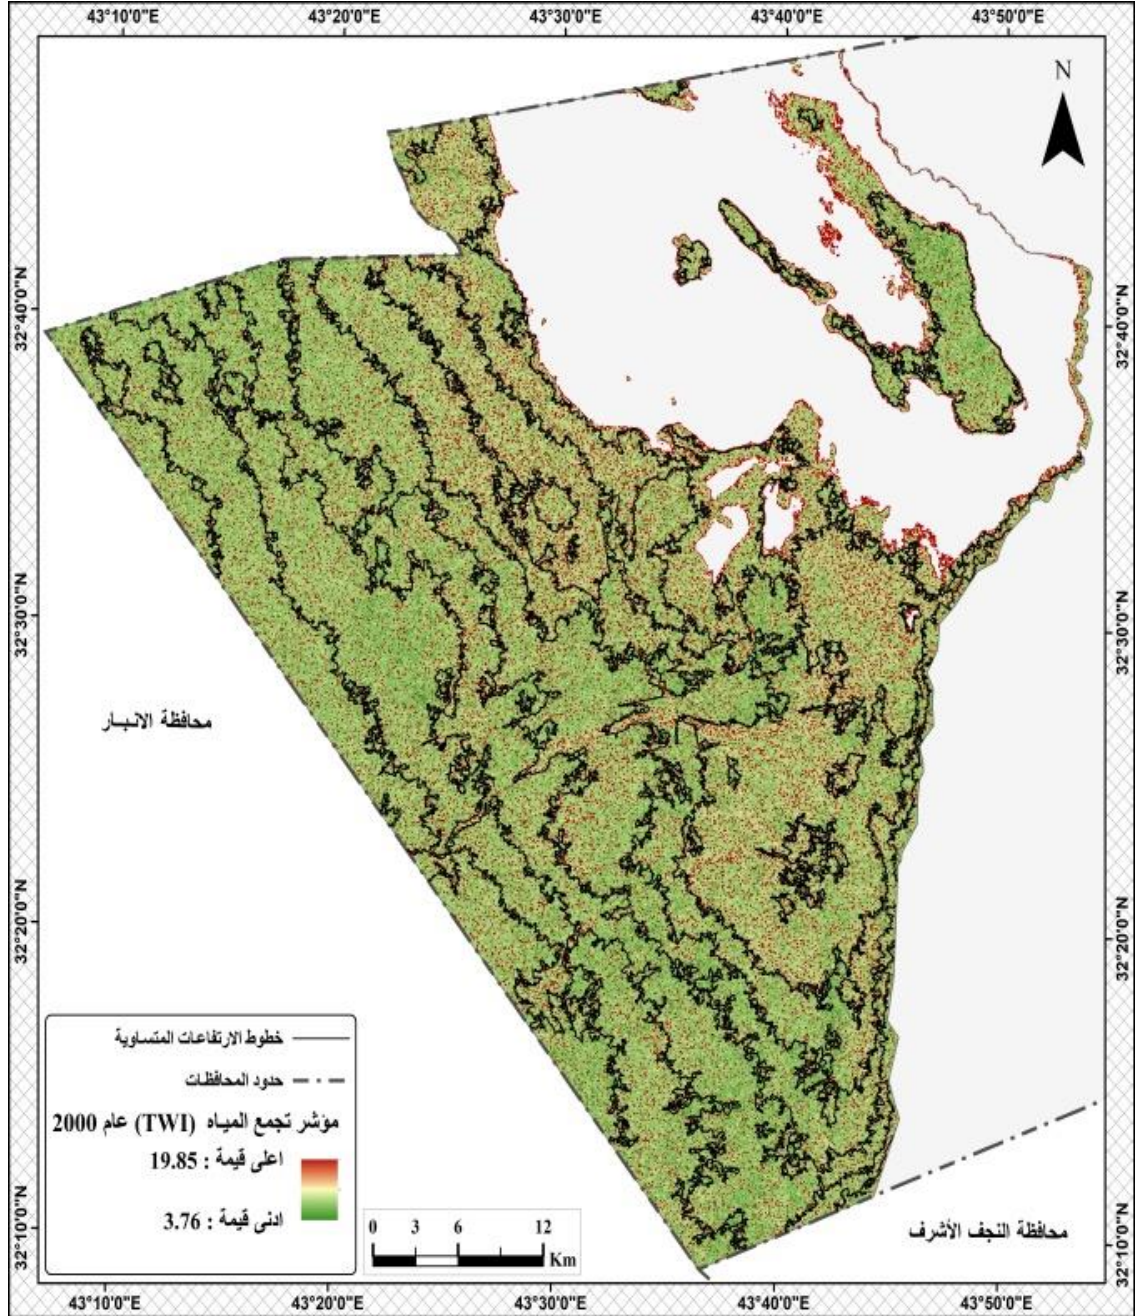 43°10'0"E 43°20'0"E 43°30'0"E 43°40'0"E 43°50'0"E
N
32°40'0"N
32°40'0"N
32°30'0"N
32°30'0"N
محافظة الانبار
32°20'0"N
32°20'0"N
خطوط الارتفاعات المتساوية
حدود المحافظات
مؤشر تجمع المياه (TWI) عام 2000
اعلى قيمة : 19.85
ادنى قيمة : 3.76
0 3 6 12
Km
محافظة النجف الأشرف
32°10'0"N
32°10'0"N
43°10'0"E 43°20'0"E 43°30'0"E 43°40'0"E 43°50'0"E